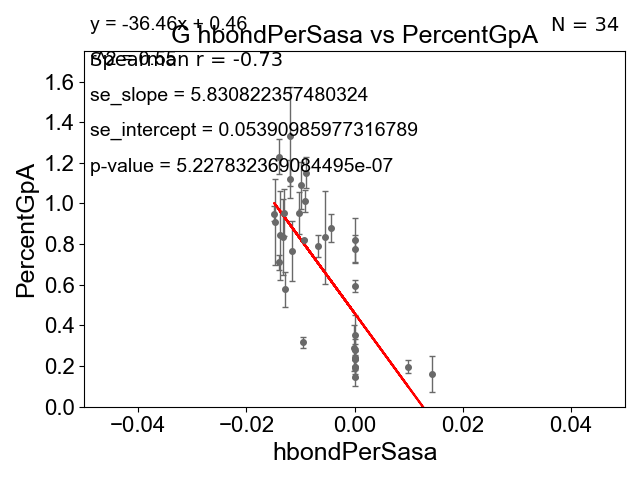 y = -36.46x + 0.46
N = 34
G hbondPerSasa vs PercentGpA
r^2 = 0.55
Spearman r = -0.73
se_slope = 5.830822357480324
se_intercept = 0.05390985977316789
p-value = 5.227832369084495e-07
PercentGpA
1.6
1.4
1.2
1.0
0.8
0.6
0.4
0.2
0.0
−0.04 −0.02 0.00 0.02 0.04
hbondPerSasa